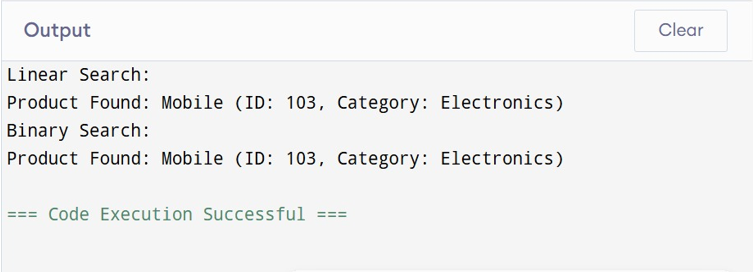 Output
Clear
Linear Search:
Product Found: Mobile (ID: 103, Category: Electronics)
Binary Search:
Product Found: Mobile (ID: 103, Category: Electronics)
=== Code Execution Successful ===